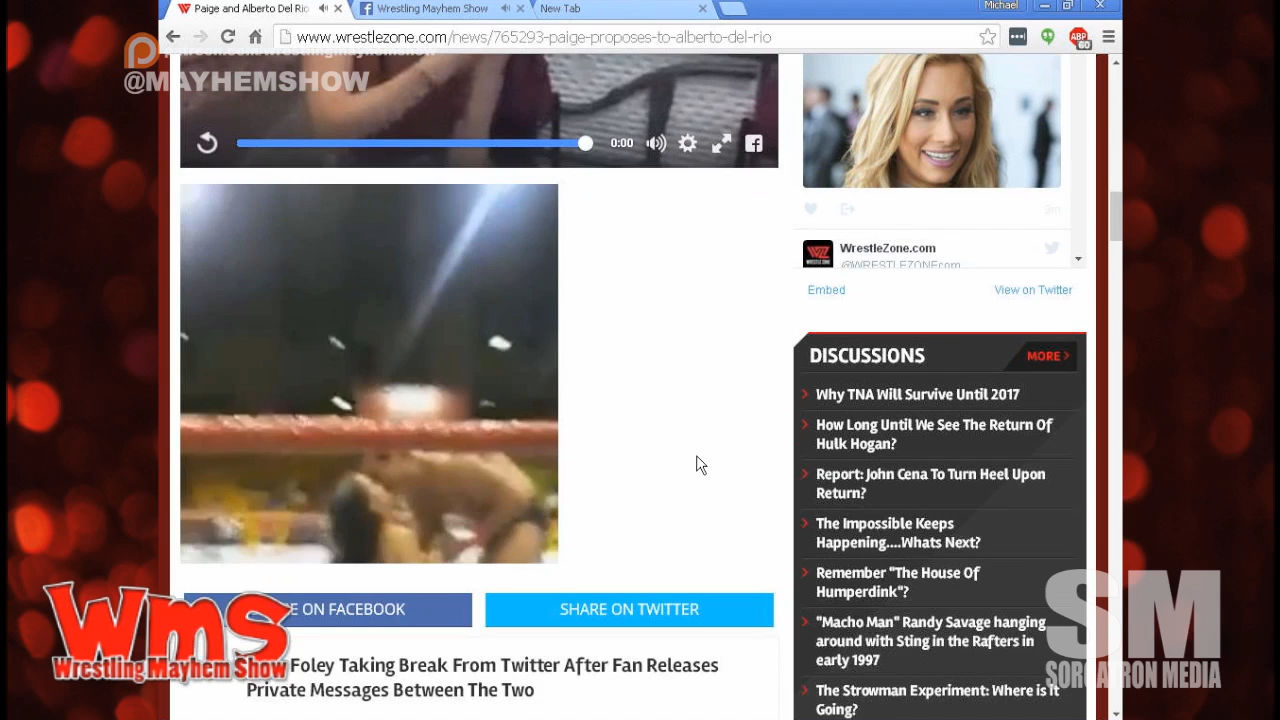 Paige and Alberto Del Rio
Wrestling Mayhem Show
New Tab
Michael
www.wrestlezone.com/news/765293-paige-proposes-to-alberto-del-rio
ABP
60
@MAYHEMSHOW
0:00
WrestleZone.com
@WRESTLEZONEcom
Embed
View on Twitter
DISCUSSIONS
MORE >
Why TNA Will Survive Until 2017
How Long Until We See The Return Of
Hulk Hogan?
Report: John Cena To Turn Heel Upon
Return?
The Impossible Keeps
Happening....Whats Next?
Remember "The House Of
Humperdink"?
"Macho Man" Randy Savage hanging
around with Sting in the Rafters in
early 1997
The Strowman Experiment: Where is It
Going?
E ON FACEBOOK
SHARE ON TWITTER
Foley Taking Break From Twitter After Fan Releases
Private Messages Between The Two
wms
Wrestling Mayhem Show
SM
SORGATRON MEDIA